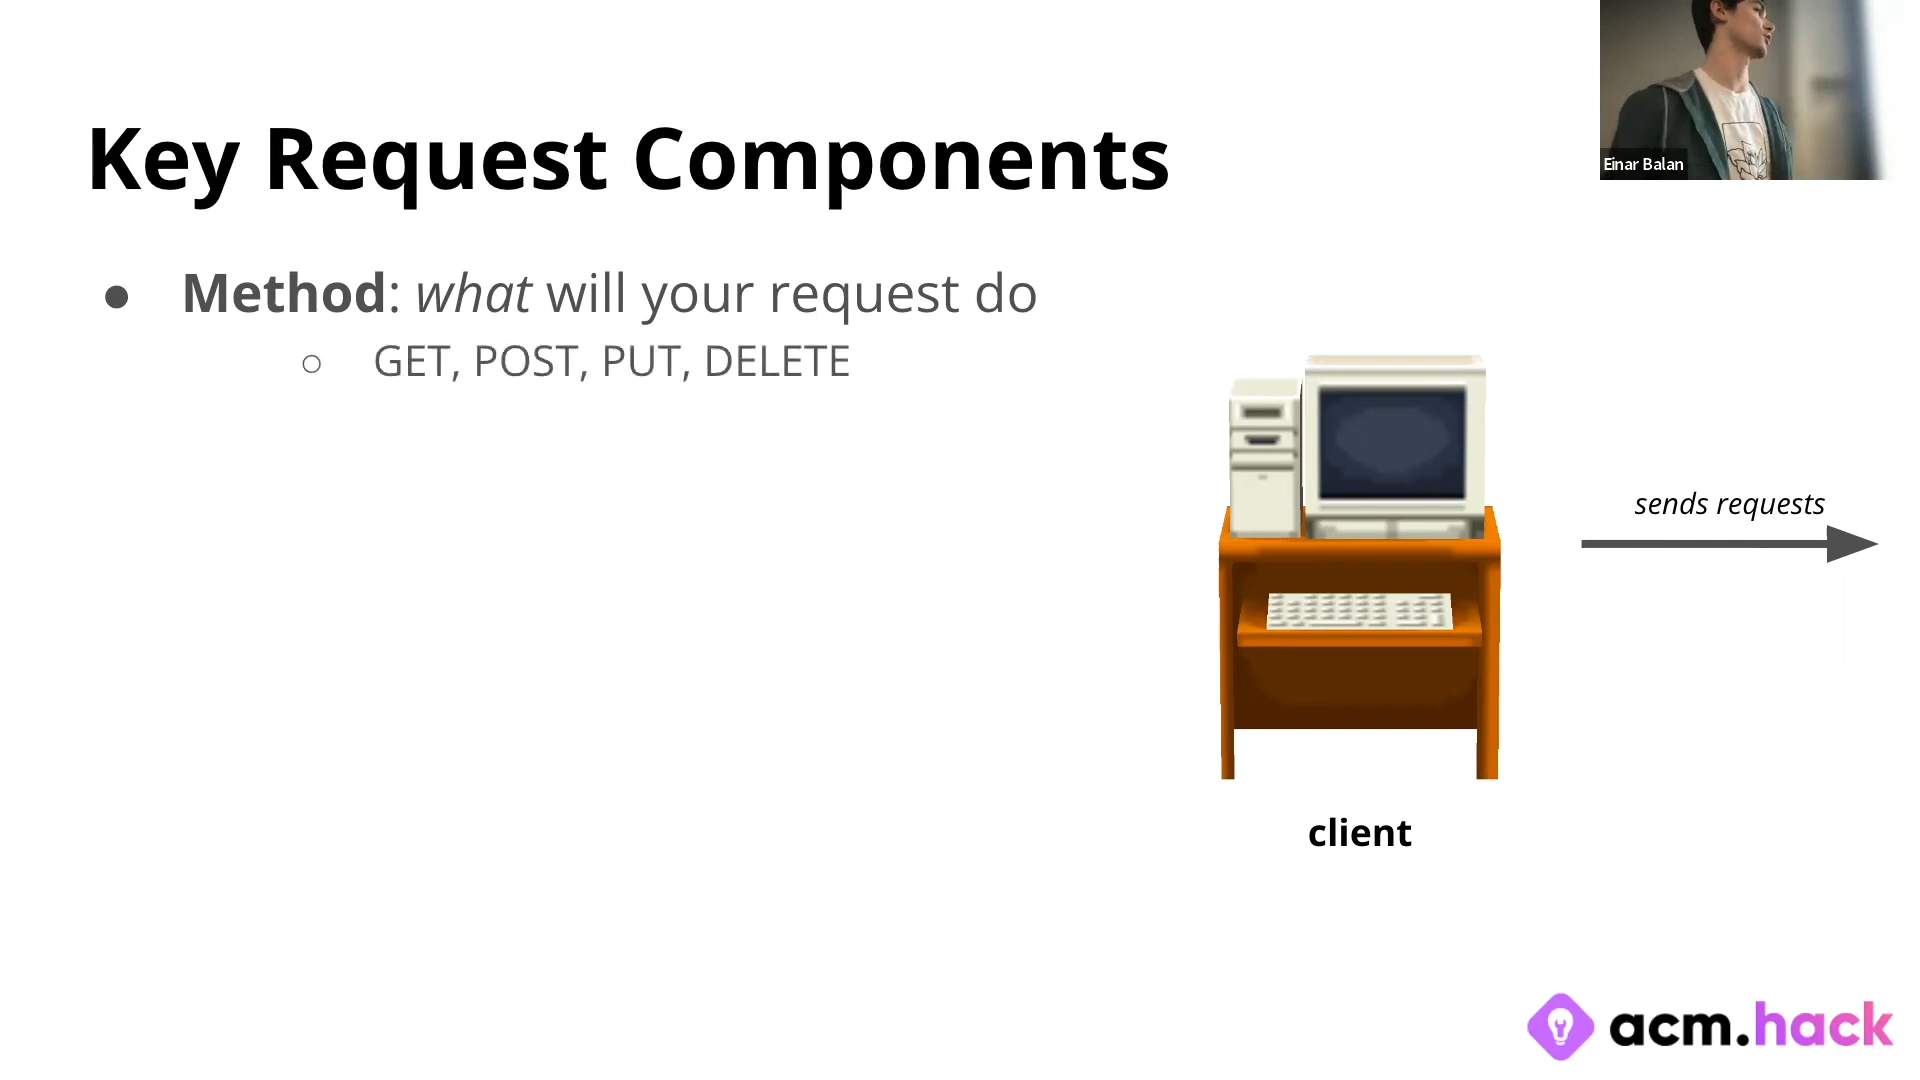 Key Request Components
● Method: what will your request do
○ GET, POST, PUT, DELETE
Einar Balan
sends requests
client
acm.hack